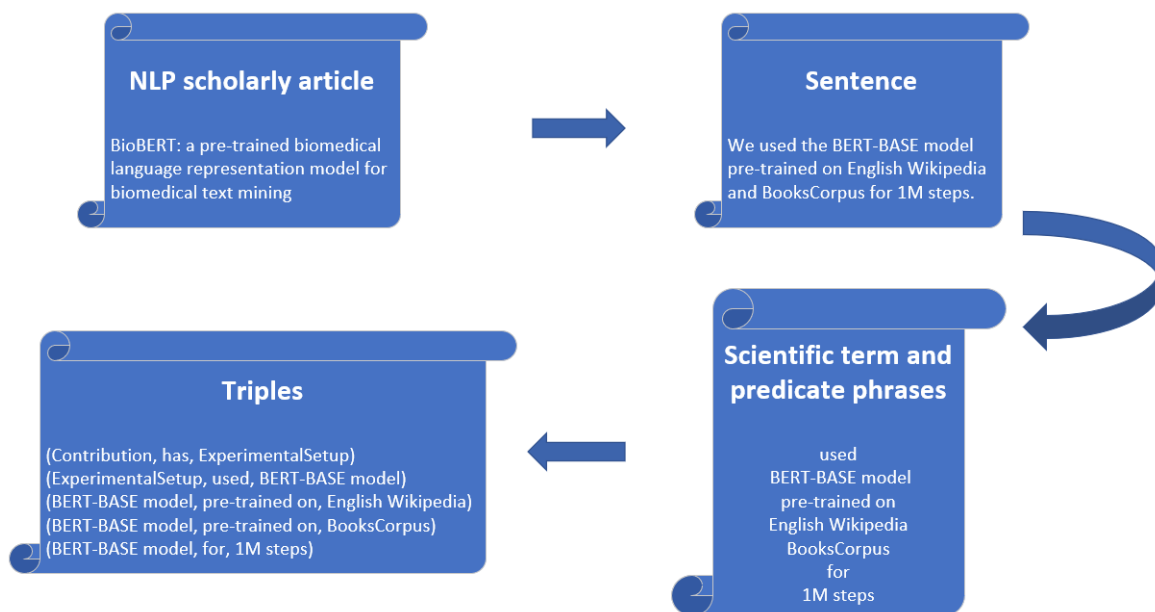 NLP scholarly article
BioBERT: a pre-trained biomedical
language representation model for
biomedical text mining
Sentence
We used the BERT-BASE model
pre-trained on English Wikipedia
and BooksCorpus for 1M steps.
Scientific term and
predicate phrases
used
BERT-BASE model
pre-trained on
English Wikipedia
BooksCorpus
for
1M steps
Triples
(Contribution, has, ExperimentalSetup)
(ExperimentalSetup, used, BERT-BASE model)
(BERT-BASE model, pre-trained on, English Wikipedia)
(BERT-BASE model, pre-trained on, BooksCorpus)
(BERT-BASE model, for, 1M steps)